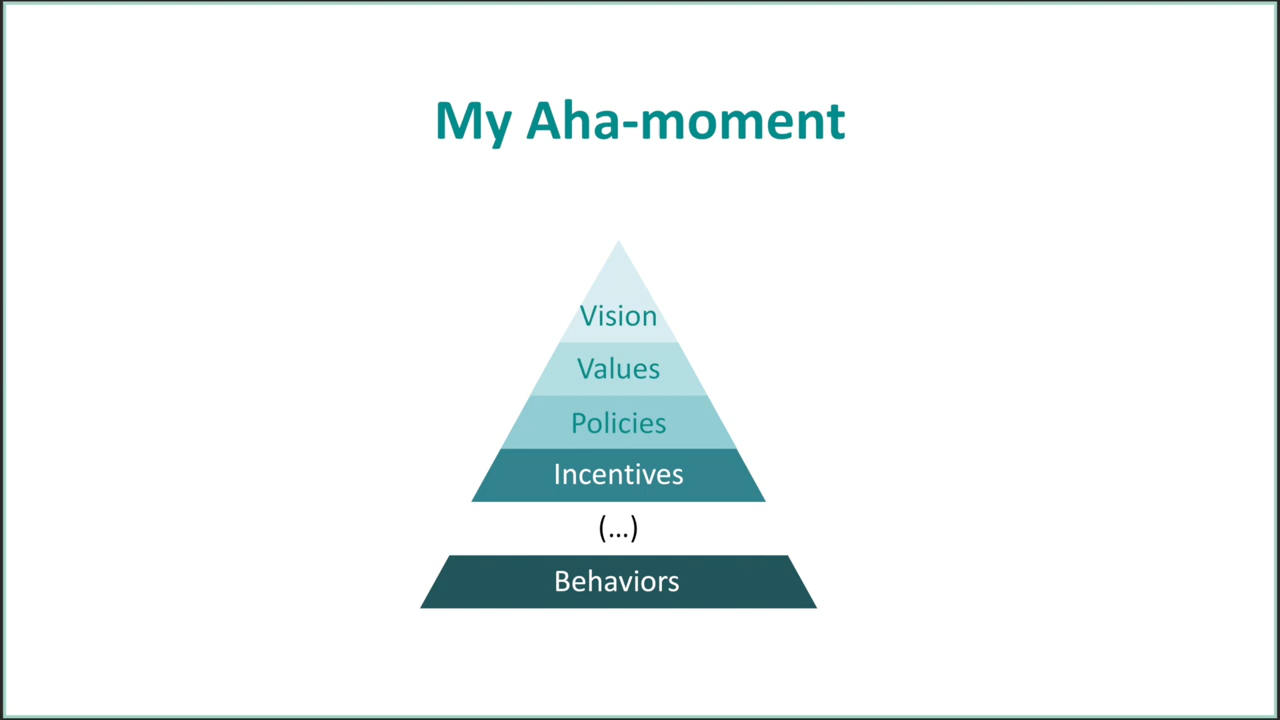 My Aha-moment
Vision
Values
Policies
Incentives
(...)
Behaviors